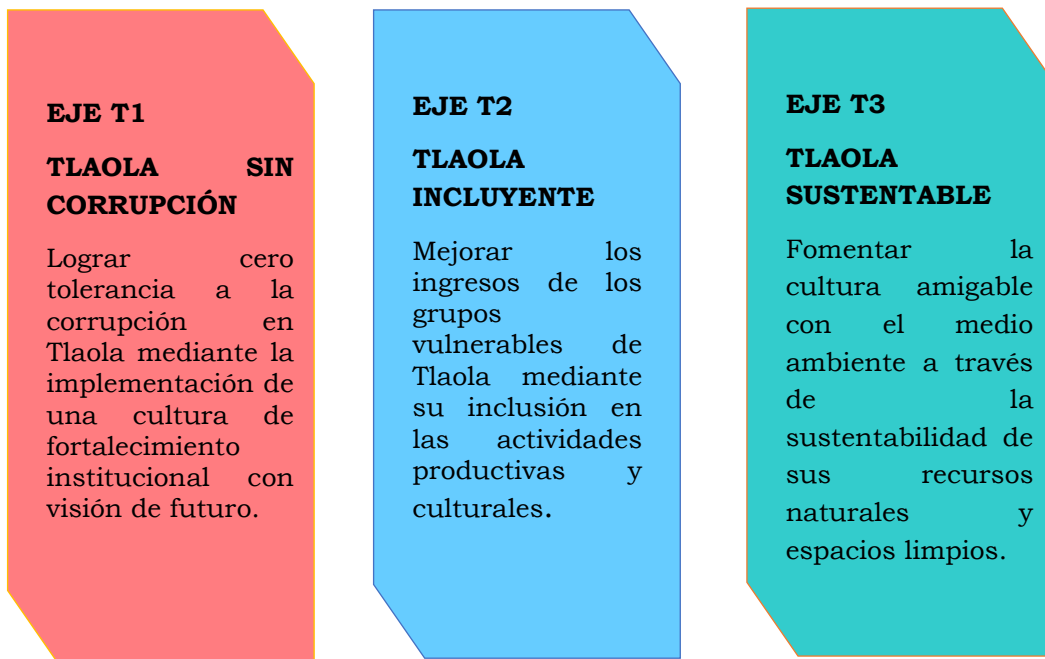 EJE T1
TLAOLA SIN
CORRUPCIÓN
Lograr cero
tolerancia a la
corrupción en
Tlaola mediante la
implementación de
una cultura de
fortalecimiento
institucional con
visión de futuro.
EJE T2
TLAOLA
INCLUYENTE
Mejorar los
ingresos de los
grupos
vulnerables de
Tlaola mediante
su inclusión en
las actividades
productivas y
culturales.
EJE T3
TLAOLA
SUSTENTABLE
Fomentar la
cultura amigable
con el medio
ambiente a través
de la
sustentabilidad de
sus recursos
naturales y
espacios limpios.